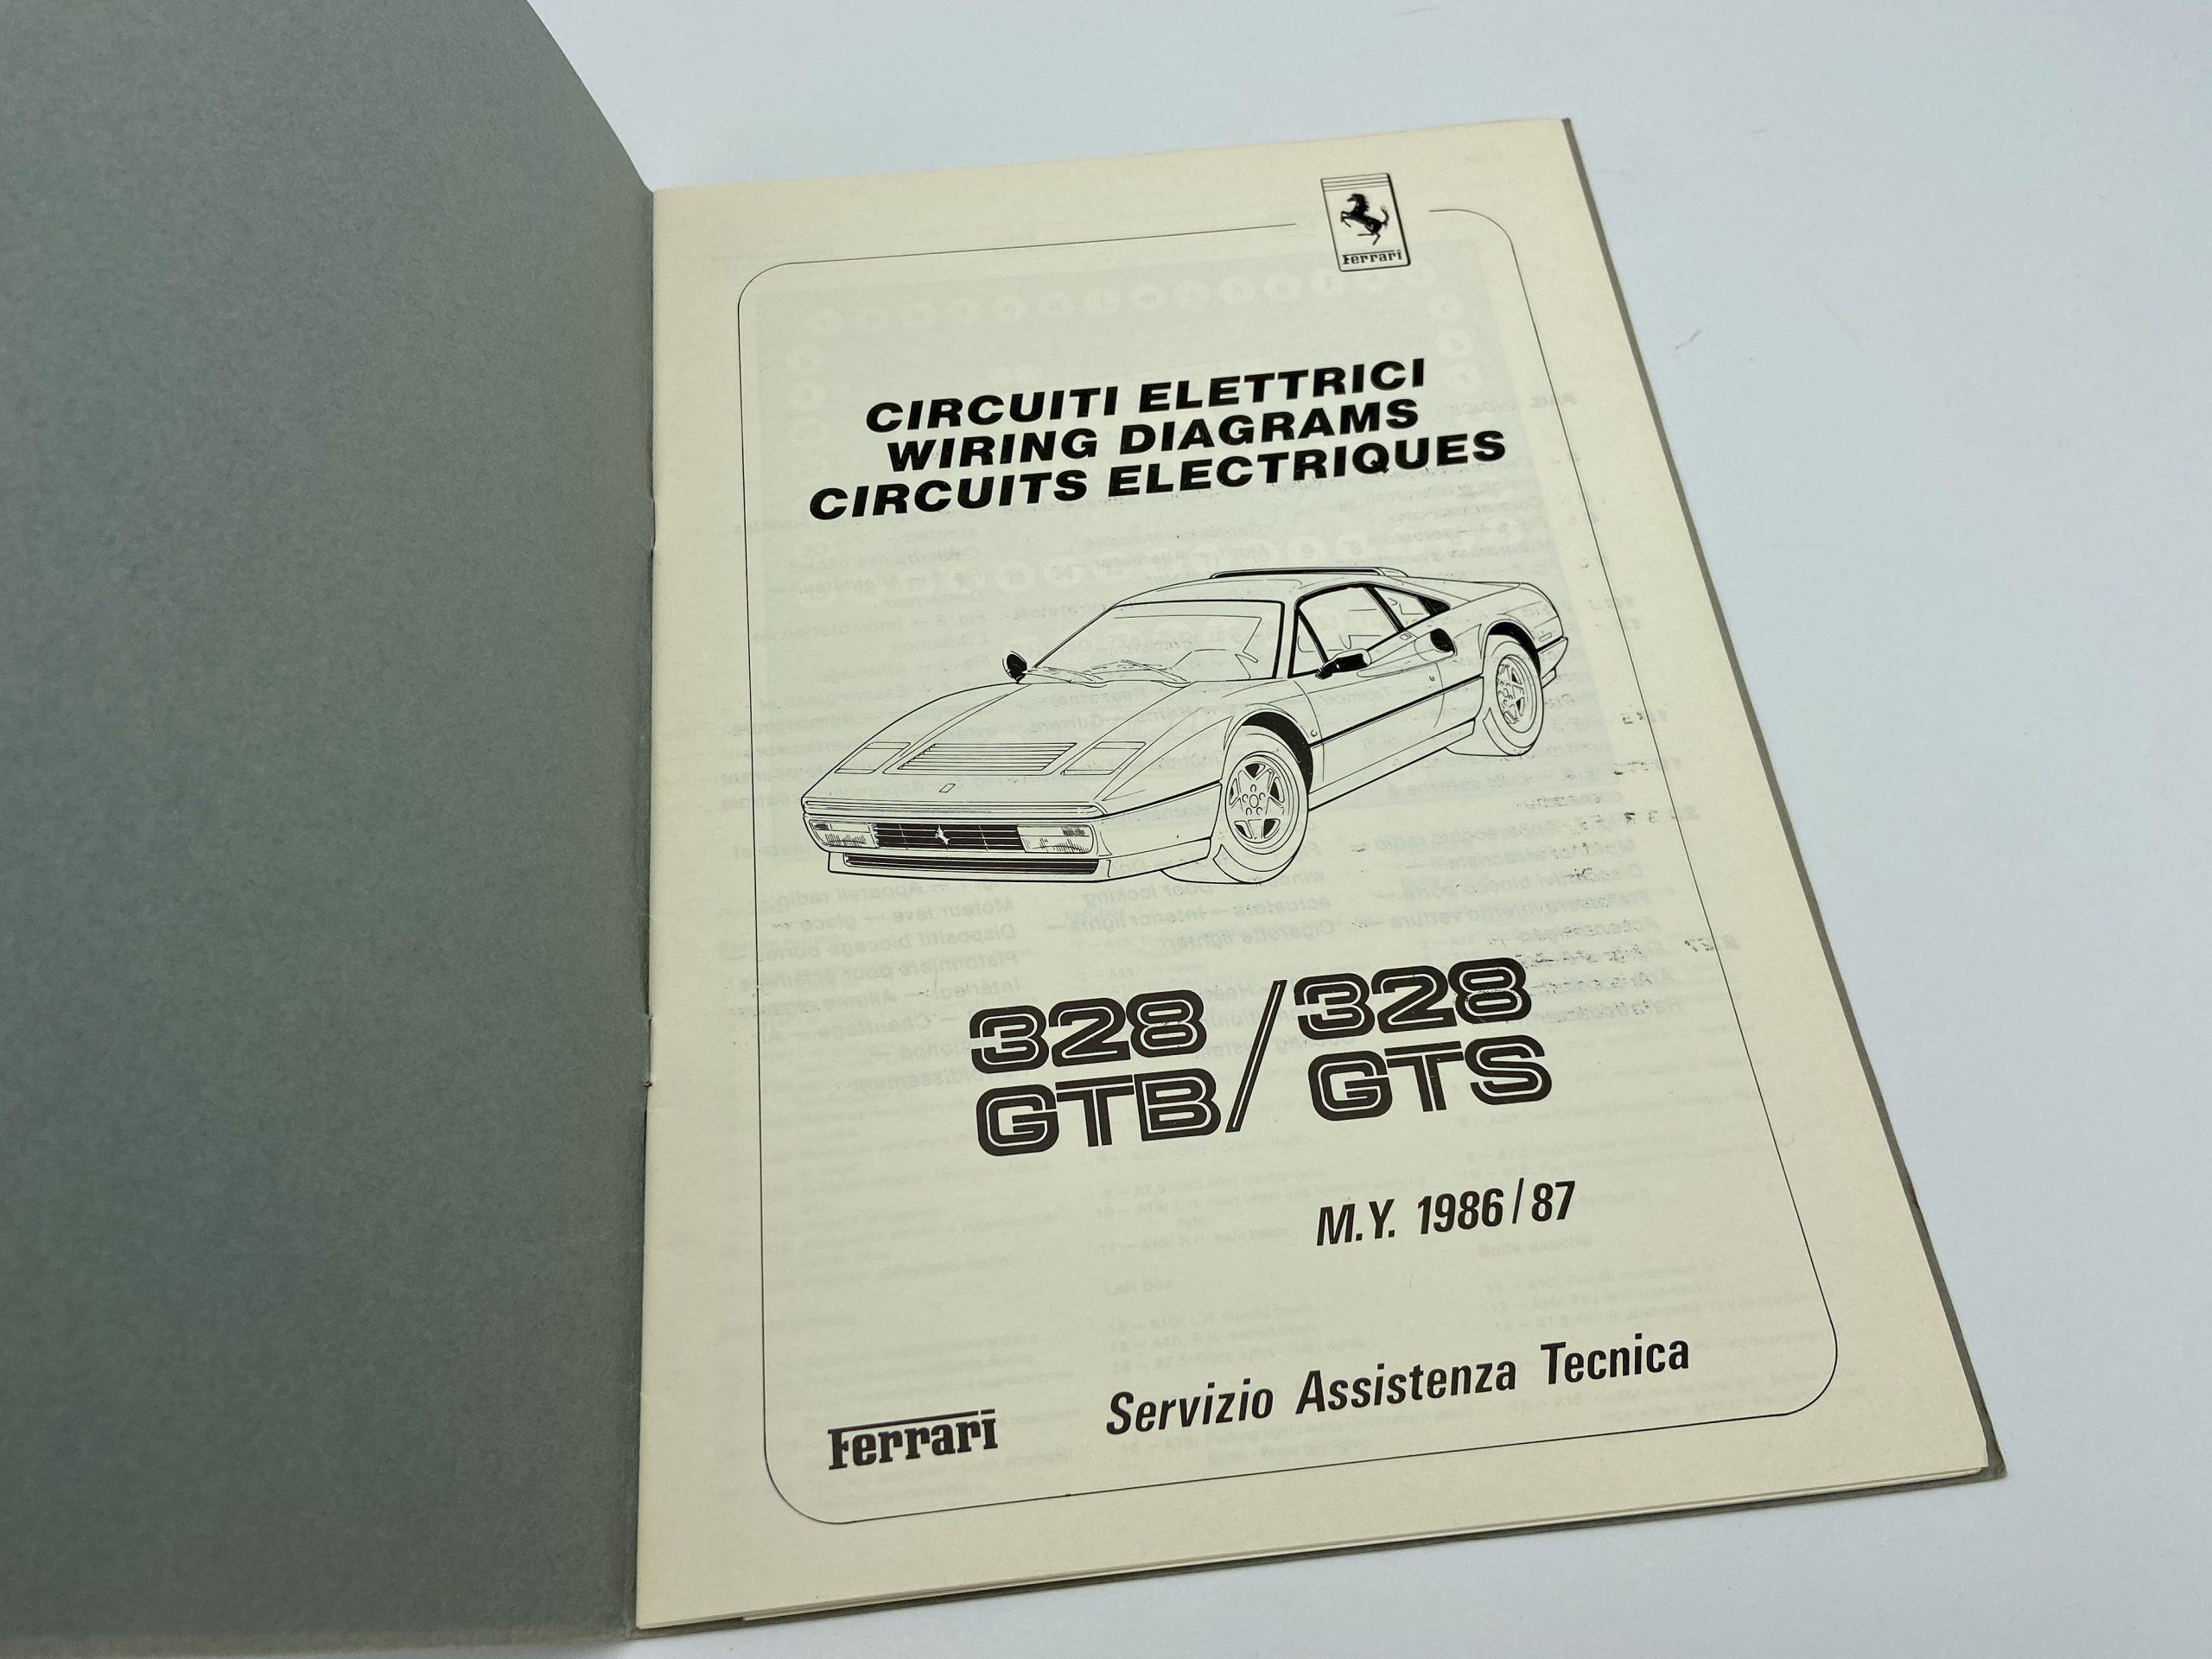 Ferrari
CIRCUITI ELETTRICI
WIRING DIAGRAMS
CIRCUITS ELECTRIQUES
328 GTB / 328 GTS
M.Y. 1986/87
Ferrari
Servizio Assistenza Tecnica